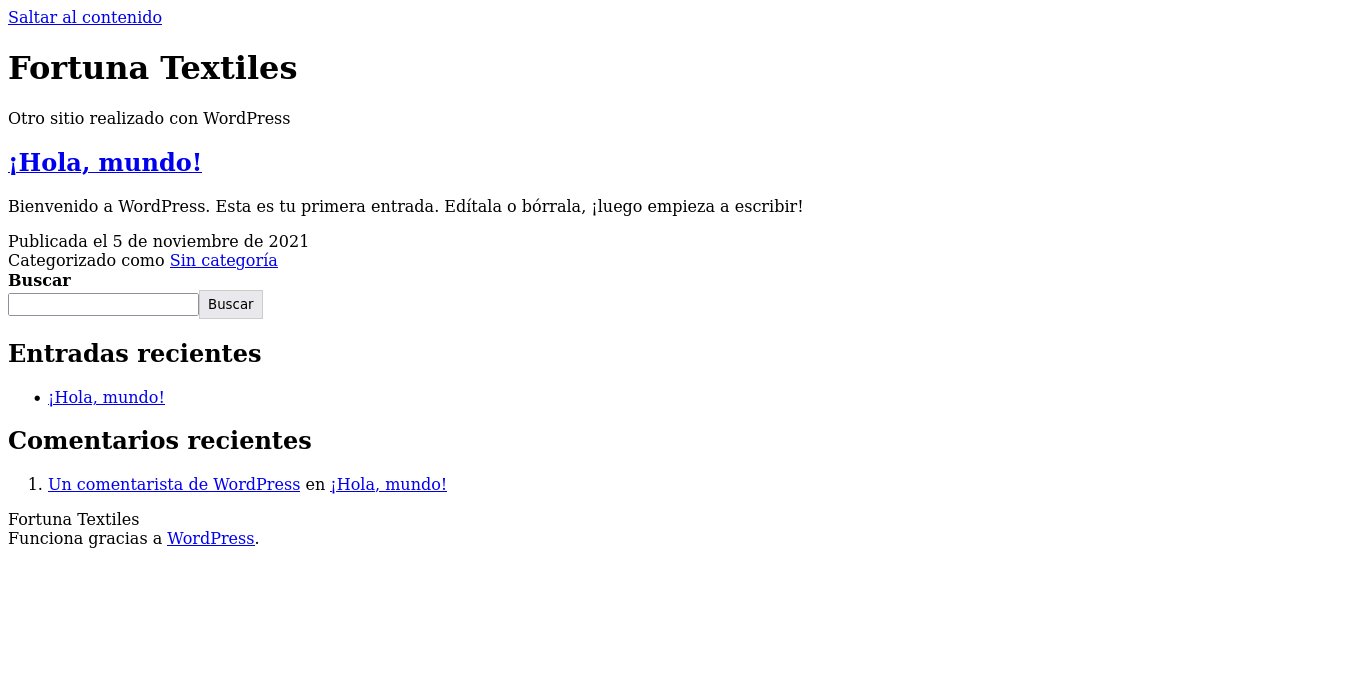 Saltar al contenido
Fortuna Textiles
Otro sitio realizado con WordPress
¡Hola, mundo!
Bienvenido a WordPress. Esta es tu primera entrada. Edítala o bórrala, ¡luego empieza a escribir!
Publicada el 5 de noviembre de 2021
Categorizado como Sin categoría
Buscar
Buscar
Entradas recientes
• ¡Hola, mundo!
Comentarios recientes
1. Un comentarista de WordPress en ¡Hola, mundo!
Fortuna Textiles
Funciona gracias a WordPress.